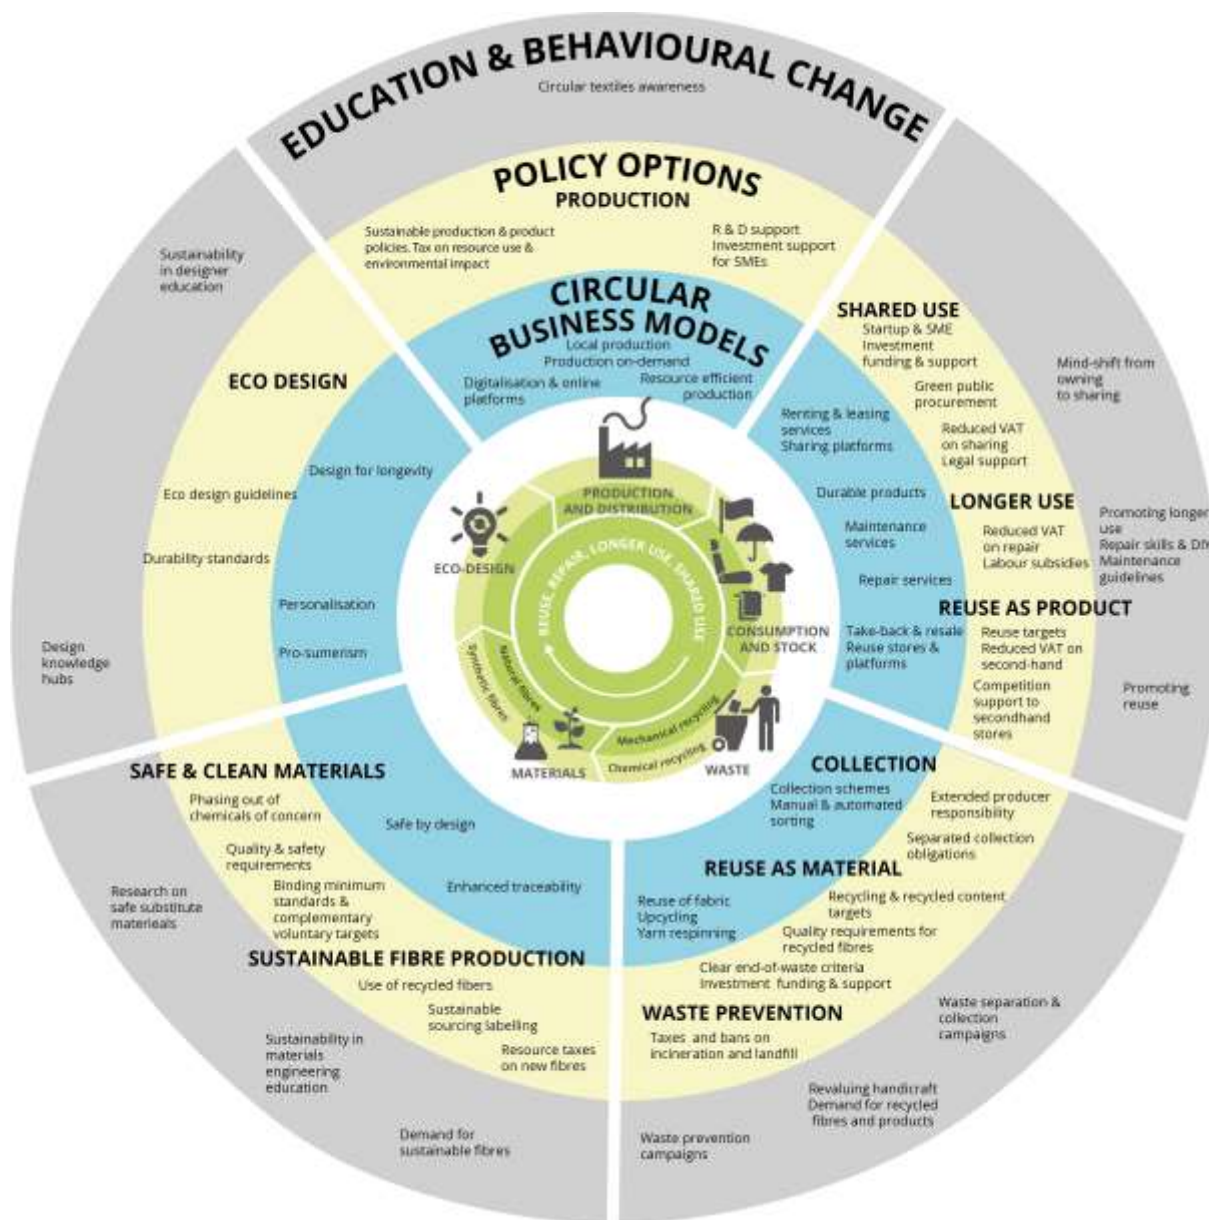 EDUCATION & BEHAVIOURAL CHANGE
Circular textiles awareness
POLICY OPTIONS
PRODUCTION
Sustainable production & product
policies. Tax on resource use &
environmental impact
R & D support
Investment support
for SMEs
CIRCULAR
BUSINESS MODELS
Local production
Production on-demand
Digitalisation & online
platforms
Resource efficient
production
SHARED USE
Startup & SME
Investment
funding & support
Green public
procurement
Reduced VAT
on sharing
Legal support
Mind-shift from
owning
to sharing
Renting & leasing
services
Sharing platforms
Durable products
Maintenance
services
Repair services
LONGER USE
Reduced VAT
on repair
Labour subsidies
Promoting longer
use
Repair skills & DIY
Maintenance
guidelines
REUSE AS PRODUCT
Take-back & resale
Reuse stores &
platforms
Reuse targets
Reduced VAT on
second-hand
Competition
support to
secondhand
stores
Promoting
reuse
COLLECTION
Collection schemes
Manual & automated
sorting
Extended producer
responsibility
Separated collection
obligations
REUSE AS MATERIAL
Reuse of fabric
Upcycling
Yarn respinning
Recycling & recycled content
targets
Quality requirements for
recycled fibres
Clear end-of-waste criteria
Investment funding & support
WASTE PREVENTION
Taxes and bans on
incineration and landfill
Waste separation &
collection
campaigns
Revaluing handicraft
Demand for recycled
fibres and products
Waste prevention
campaigns
SAFE & CLEAN MATERIALS
Phasing out of
chemicals of concern
Quality & safety
requirements
Binding minimum
standards &
complementary
voluntary targets
Safe by design
Enhanced traceability
Research on
safe substitute
materieals
SUSTAINABLE FIBRE PRODUCTION
Use of recycled fibers
Sustainable
sourcing labelling
Resource taxes
on new fibres
Sustainability in
materials
engineering
education
Demand for
sustainable fibres
Sustainability
in designer
education
ECO DESIGN
Eco design guidelines
Durability standards
Design for longevity
Personalisation
Pro-sumerism
Design
knowledge
hubs
PRODUCTION
AND DISTRIBUTION
ECO-DESIGN
CONSUMPTION
AND STOCK
REUSE, REPAIR, LONGER USE, SHARED USE
Natural fibres
Synthetic fibres
MATERIALS
Mechanical recycling
Chemical recycling
WASTE